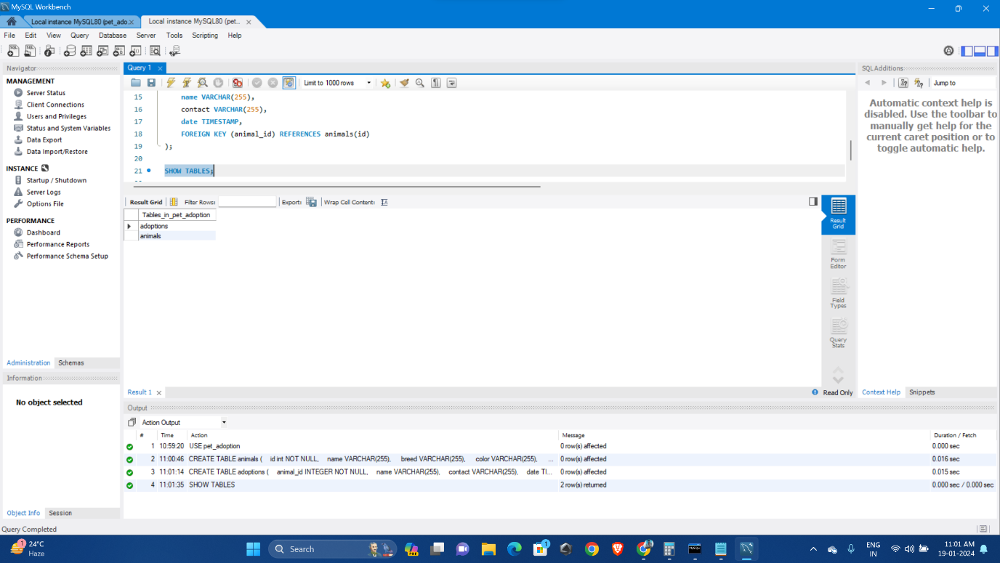 MySQL Workbench
Local instance MySQL80 (pet_ado... ×
Local instance MySQL80 (pet... ×
File Edit View Query Database Server Tools Scripting Help
Navigator
MANAGEMENT
Server Status
Client Connections
Users and Privileges
Status and System Variables
Data Export
Data Import/Restore
INSTANCE
Startup / Shutdown
Server Logs
Options File
PERFORMANCE
Dashboard
Performance Reports
Performance Schema Setup
Administration Schemas
Information
No object selected
Object Info Session
Query Completed
Query 1 ×
Limit to 1000 rows
15 name VARCHAR(255),
16 contact VARCHAR(255),
17 date TIMESTAMP,
18 FOREIGN KEY (animal_id) REFERENCES animals(id)
19 );
20
21 SHOW TABLES;
Result Grid Filter Rows: Export: Wrap Cell Content:
Tables_in_pet_adoption
adoptions
animals
Result Grid
Form Editor
Field Types
Query Stats
Result 1 ×
Read Only
SQLAdditions
Jump to
Automatic context help is
disabled. Use the toolbar to
manually get help for the
current caret position or to
toggle automatic help.
Context Help Snippets
Output
Action Output
# Time Action Message Duration / Fetch
1 10:59:20 USE pet_adoption 0 row(s) affected 0.000 sec
2 11:00:46 CREATE TABLE animals ( id int NOT NULL, name VARCHAR(255), breed VARCHAR(255), color VARCHAR(255), ... 0 row(s) affected 0.016 sec
3 11:01:14 CREATE TABLE adoptions ( animal_id INTEGER NOT NULL, name VARCHAR(255), contact VARCHAR(255), date TI... 0 row(s) affected 0.015 sec
4 11:01:35 SHOW TABLES 2 row(s) returned 0.000 sec / 0.000 sec
1
24°C
Haze
Search
PRE
1
ENG
IN
11:01 AM
19-01-2024